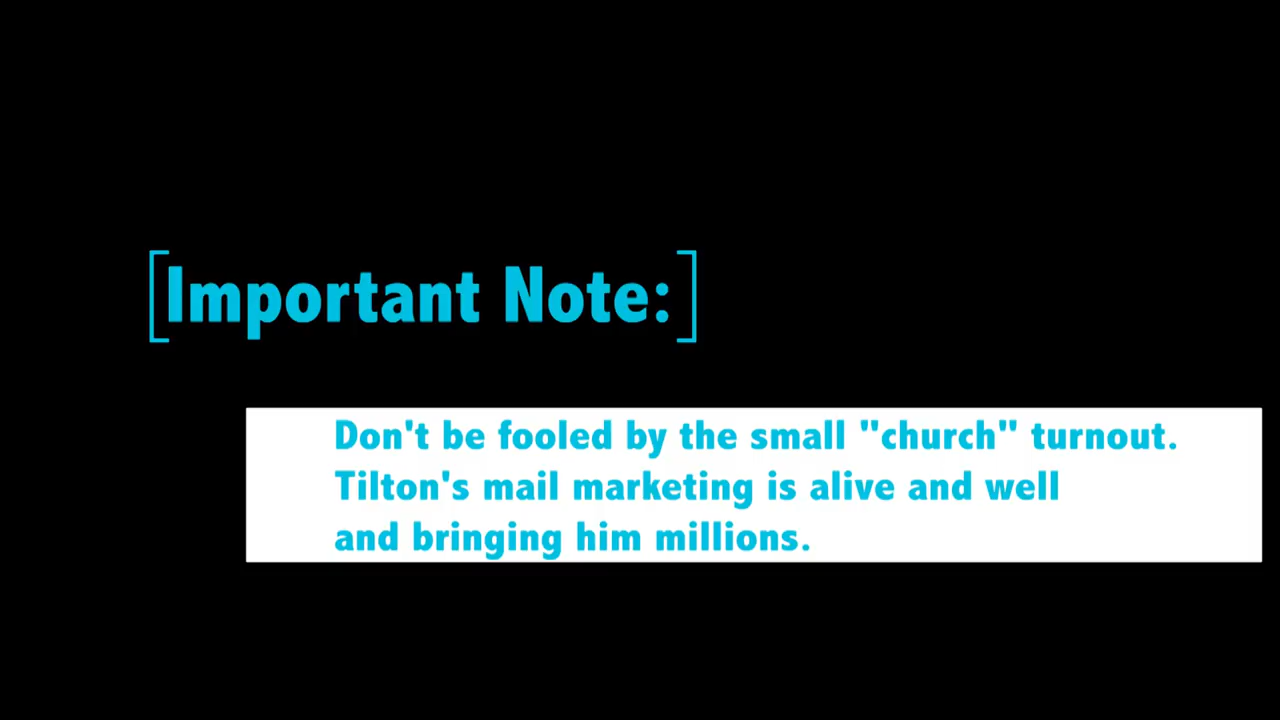 [Important Note:]
Don't be fooled by the small "church" turnout.
Tilton's mail marketing is alive and well
and bringing him millions.